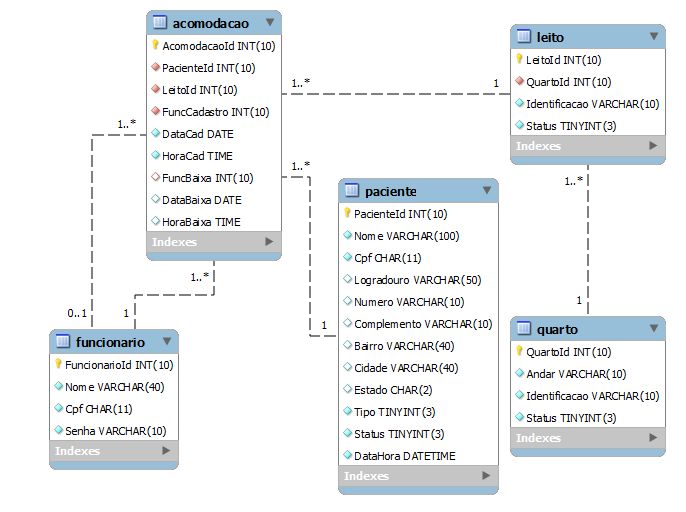 acomodacao
AcomodacaoId INT(10)
PacienteId INT(10)
LeitoId INT(10)
FuncCadastro INT(10)
DataCad DATE
HoraCad TIME
FuncBaixa INT(10)
DataBaixa DATE
HoraBaixa TIME
Indexes
leito
LeitoId INT(10)
QuartoId INT(10)
Identificacao VARCHAR(10)
Status TINYINT(3)
Indexes
1..*
1
1..*
1..*
1..*
1..*
0..1
1
1
1
paciente
PacienteId INT(10)
Nome VARCHAR(100)
Cpf CHAR(11)
Logradouro VARCHAR(50)
Numero VARCHAR(10)
Complemento VARCHAR(10)
Bairro VARCHAR(40)
Cidade VARCHAR(40)
Estado CHAR(2)
Tipo TINYINT(3)
Status TINYINT(3)
DataHora DATETIME
Indexes
funcionario
FuncionarioId INT(10)
Nome VARCHAR(40)
Cpf CHAR(11)
Senha VARCHAR(10)
Indexes
quarto
QuartoId INT(10)
Andar VARCHAR(10)
Identificacao VARCHAR(10)
Status TINYINT(3)
Indexes